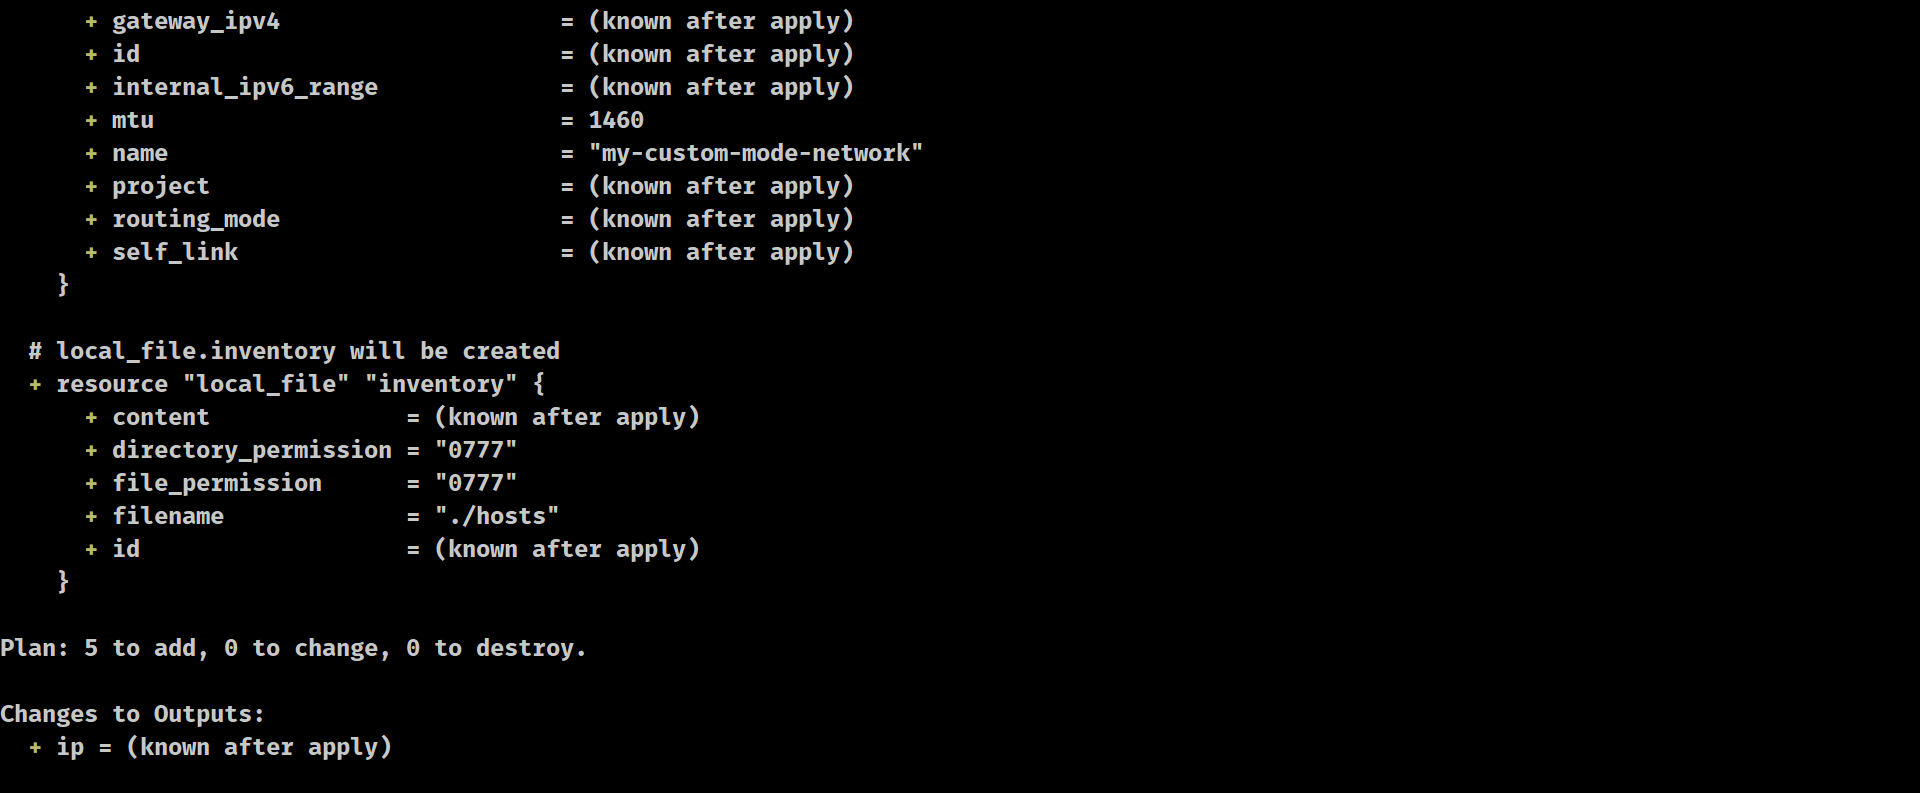 + gateway_ipv4                    = (known after apply)
      + id                              = (known after apply)
      + internal_ipv6_range             = (known after apply)
      + mtu                             = 1460
      + name                            = "my-custom-mode-network"
      + project                         = (known after apply)
      + routing_mode                    = (known after apply)
      + self_link                       = (known after apply)
    }

  # local_file.inventory will be created
  + resource "local_file" "inventory" {
      + content              = (known after apply)
      + directory_permission = "0777"
      + file_permission      = "0777"
      + filename             = "./hosts"
      + id                   = (known after apply)
    }

Plan: 5 to add, 0 to change, 0 to destroy.

Changes to Outputs:
  + ip = (known after apply)